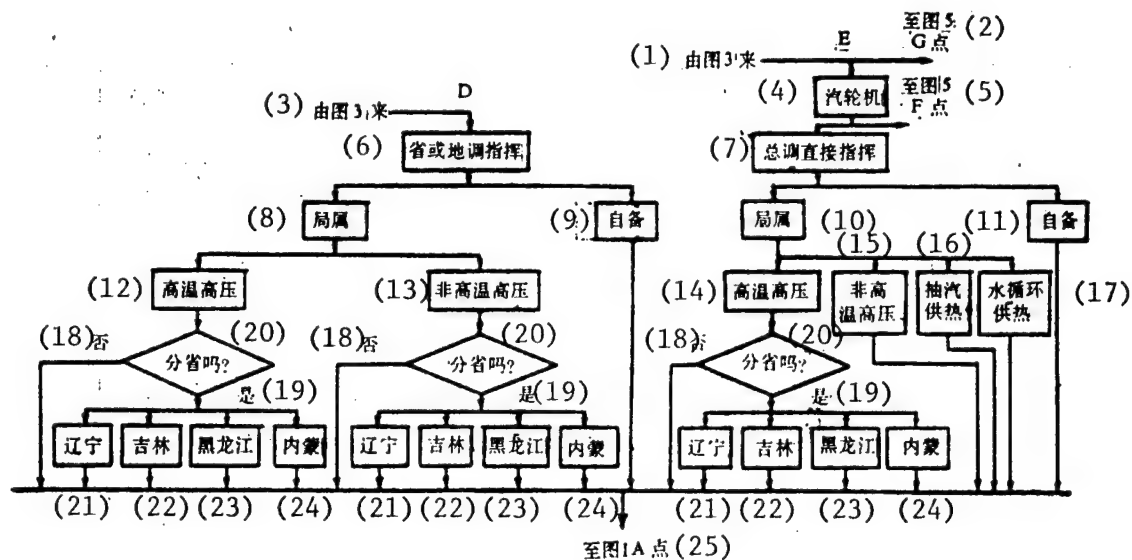 至图5 (2)
E G点
(1) 由图3来
(4) 汽轮机 至图5 (5)
F点
D
(3) 由图3来
(6) 省或地调指挥 (7) 总调直接指挥
(8) 局属 (9) 自备 局属 (10) (11) 自备
(15) (16)
(12) 高温高压 (13) 非高温高压 (14) 高温高压 非高温高压 抽汽供热 水循环供热 (17)
(18) 否 (20) (18) 否 (20) (18) 否 (20)
分省吗? 分省吗? 分省吗?
是 (19) 是 (19) 是 (19)
辽宁 吉林 黑龙江 内蒙 辽宁 吉林 黑龙江 内蒙 辽宁 吉林 黑龙江 内蒙
(21) (22) (23) (24) (21) (22) (23) (24) (21) (22) (23) (24)
至图1A点 (25)